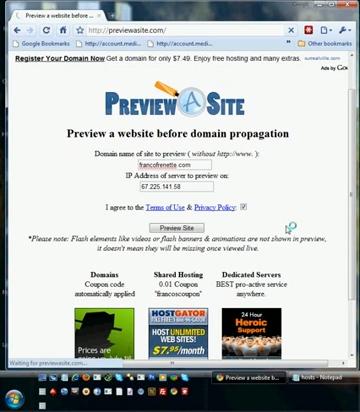 Preview a website before d
http://previewasite.com/
Google Bookmarks http://account.medi... http://account.medi... Other bookmarks
Register Your Domain Now Get a domain for only $7.49. Enjoy free hosting and many extras. surrealville.com
Ads by Goo
PREVIEW A SITE
Preview a website before domain propagation
Domain name of site to preview ( without http://www. ):
francofrenette.com
IP Address of server to preview on:
67.225.141.58
I agree to the Terms of Use & Privacy Policy:
Preview Site
*Please note: Flash elements like videos or flash banners & animations are not shown in preview,
it doesn't mean they will be missing once viewed live.
Domains Shared Hosting Dedicated Servers
Coupon code 0.01 Coupon BEST pro-active service
automatically applied "francoscoupon" anywhere.
HOSTGATOR
HOST UNLIMITED
WEB SITES!
$7.95/month
24 Hour
Heroic
Support
Prices are
Waiting for previewasite.com...
Preview a website b... hosts - Notepad